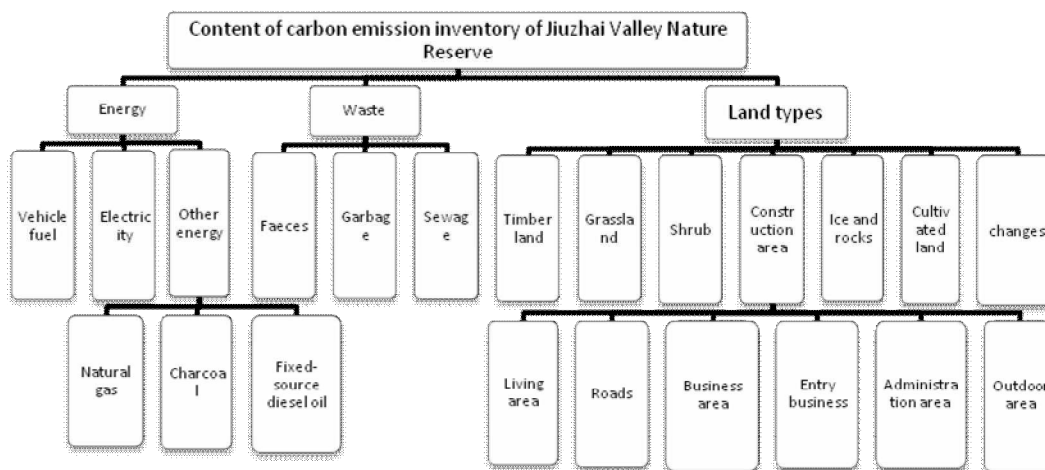 Content of carbon emission inventory of Jiuzhai Valley Nature
Reserve
Energy
Waste
Land types
Vehicle
fuel
Electric
ity
Other
energy
Faeces
Garbag
e
Sewag
e
Timber
land
Grassla
nd
Shrub
Constr
uction
area
Ice and
rocks
Cultiv
ated
land
changes
Natural
gas
Charcoa
l
Fixed-
source
diesel oil
Living
area
Roads
Business
area
Entry
business
Administra
tion area
Outdoor
area